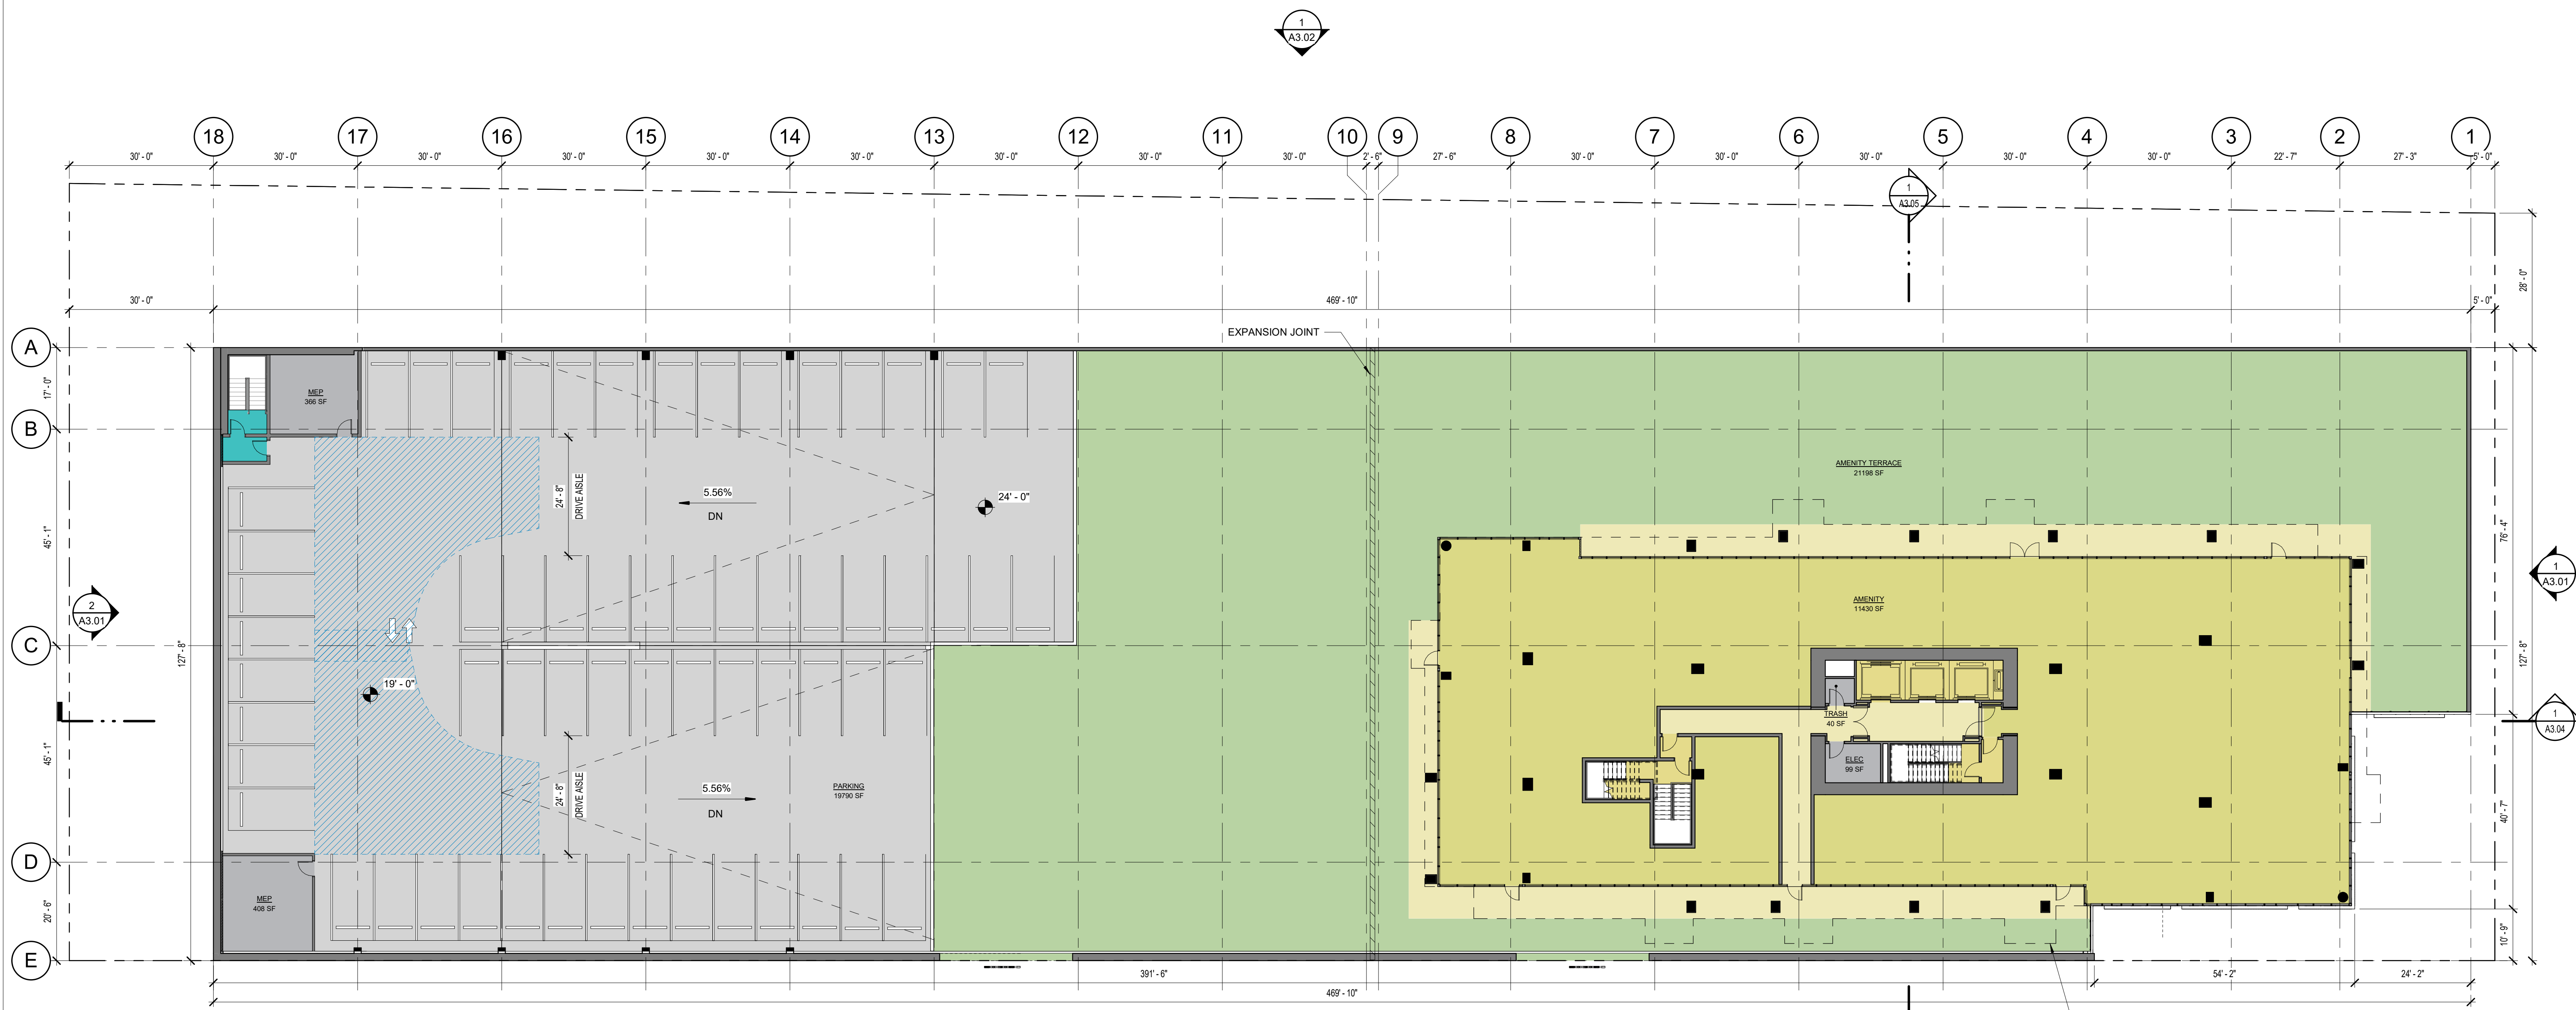 1
A3.02
18
17
16
15
14
13
12
11
10
9
8
7
6
5
4
3
2
1
30' - 0"
30' - 0"
30' - 0"
30' - 0"
30' - 0"
30' - 0"
30' - 0"
30' - 0"
30' - 0"
2' - 6"
27' - 6"
30' - 0"
30' - 0"
30' - 0"
30' - 0"
30' - 0"
22' - 7"
27' - 3"
5' - 0"
1
A3.05
28' - 0"
30' - 0"
469' - 10"
5' - 0"
EXPANSION JOINT
A
17' - 0"
MEP
366 SF
B
AMENITY TERRACE
21198 SF
24' - 8"
DRIVE AISLE
5.56%
DN
24' - 0"
45' - 1"
76' - 4"
1
A3.01
2
A3.01
AMENITY
11430 SF
C
127' - 8"
127' - 8"
19' - 0"
TRASH
40 SF
1
A3.04
ELEC
99 SF
45' - 1"
24' - 8"
DRIVE AISLE
5.56%
DN
PARKING
19790 SF
40' - 7"
D
MEP
408 SF
20' - 6"
10' - 9"
E
391' - 6"
54' - 2"
24' - 2"
469' - 10"